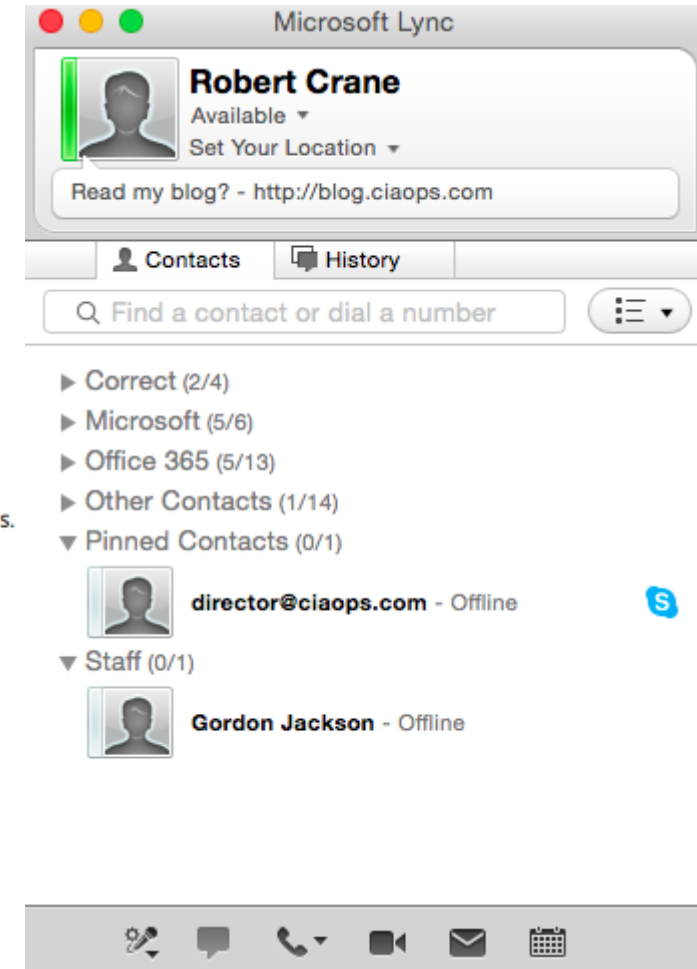 Microsoft Lync
Robert Crane
Available
Set Your Location
Read my blog? - http://blog.ciaops.com
Contacts
History
Find a contact or dial a number
Correct (2/4)
Microsoft (5/6)
Office 365 (5/13)
Other Contacts (1/14)
s.
Pinned Contacts (0/1)
director@ciaops.com - Offline
S
Staff (0/1)
Gordon Jackson - Offline